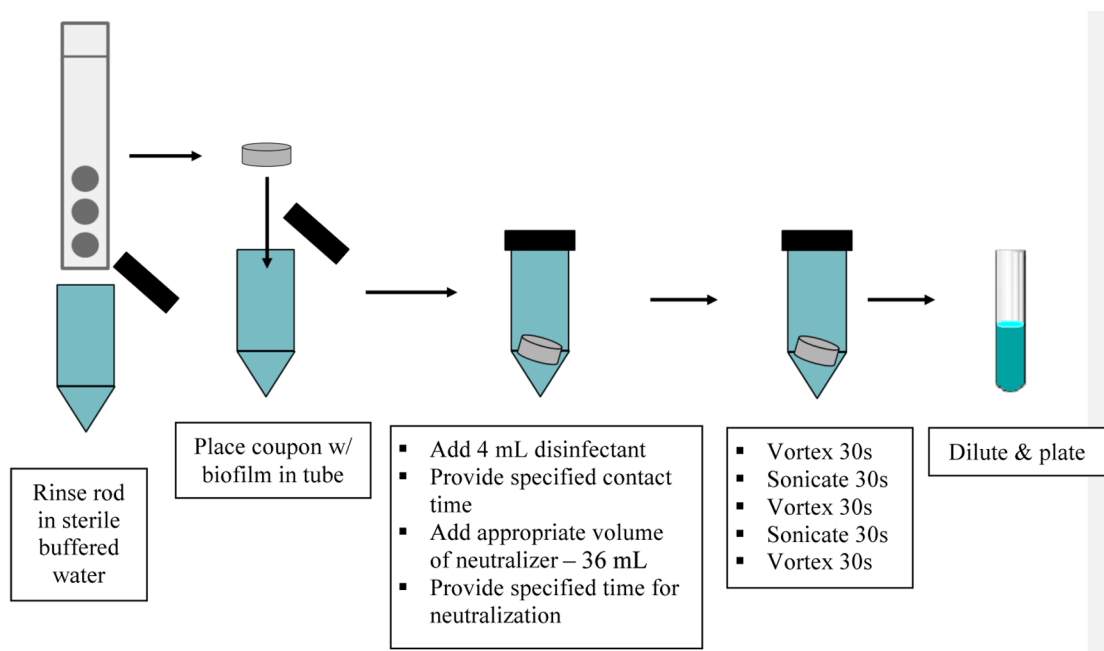 Rinse rod
in sterile
buffered
water
Place coupon w/
biofilm in tube
▪ Add 4 mL disinfectant
▪ Provide specified contact
time
▪ Add appropriate volume
of neutralizer – 36 mL
▪ Provide specified time for
neutralization
▪ Vortex 30s
▪ Sonicate 30s
▪ Vortex 30s
▪ Sonicate 30s
▪ Vortex 30s
Dilute & plate